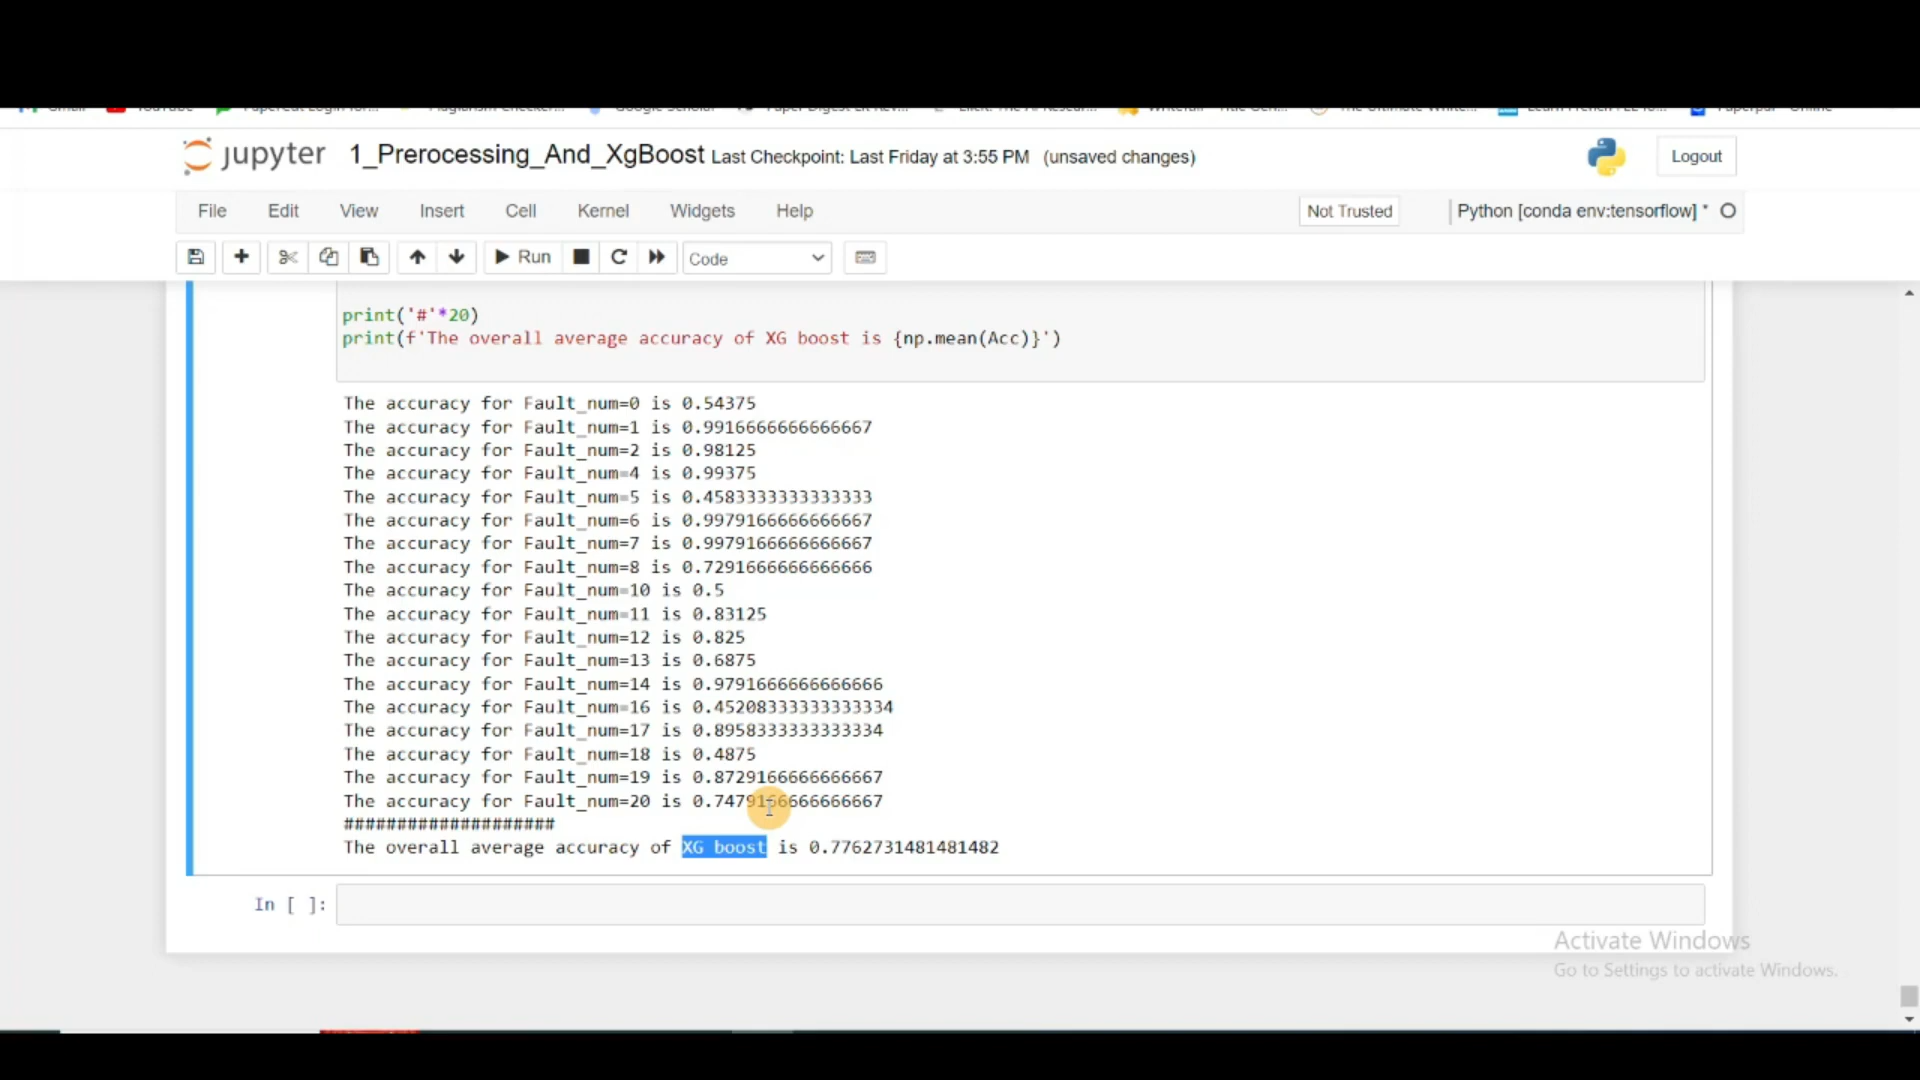 jupyter 1_Prerocessing_And_XgBoost Last Checkpoint: Last Friday at 3:55 PM (unsaved changes)
Logout
File Edit View Insert Cell Kernel Widgets Help
Not Trusted
Python [conda env:tensorflow] *
Run
Code
print('#'*20)
print(f'The overall average accuracy of XG boost is {np.mean(Acc)}')
The accuracy for Fault_num=0 is 0.54375
The accuracy for Fault_num=1 is 0.9916666666666667
The accuracy for Fault_num=2 is 0.98125
The accuracy for Fault_num=4 is 0.99375
The accuracy for Fault_num=5 is 0.4583333333333333
The accuracy for Fault_num=6 is 0.9979166666666667
The accuracy for Fault_num=7 is 0.9979166666666667
The accuracy for Fault_num=8 is 0.7291666666666666
The accuracy for Fault_num=10 is 0.5
The accuracy for Fault_num=11 is 0.83125
The accuracy for Fault_num=12 is 0.825
The accuracy for Fault_num=13 is 0.6875
The accuracy for Fault_num=14 is 0.9791666666666666
The accuracy for Fault_num=16 is 0.45208333333333334
The accuracy for Fault_num=17 is 0.8958333333333334
The accuracy for Fault_num=18 is 0.4875
The accuracy for Fault_num=19 is 0.8729166666666667
The accuracy for Fault_num=20 is 0.7479166666666667
####################
The overall average accuracy of XG boost is 0.7762731481481482
In [ ]:
Activate Windows
Go to Settings to activate Windows.